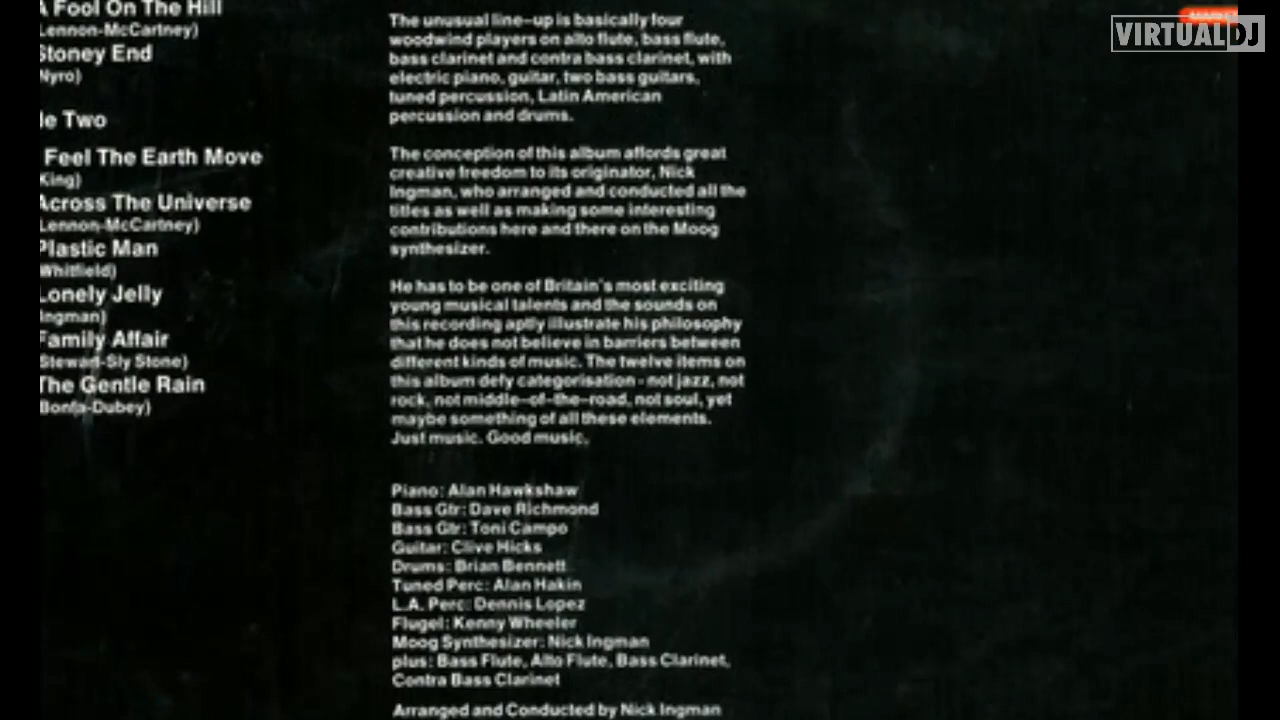 A Fool On The Hill
Lennon-McCartney)
Stoney End
Nyro)
le Two
Feel The Earth Move
King)
Across The Universe
Lennon-McCartney)
Plastic Man
Whitfield)
Lonely Jelly
Ingman)
Family Affair
Stewart-Sly Stone)
The Gentle Rain
Bonfa-Dubey)
The unusual line-up is basically four
woodwind players on alto flute, bass flute,
bass clarinet and contra bass clarinet, with
electric piano, guitar, two bass guitars,
tuned percussion, Latin American
percussion and drums.
The conception of this album affords great
creative freedom to its originator, Nick
Ingman, who arranged and conducted all the
titles as well as making some interesting
contributions here and there on the Moog
synthesizer.
He has to be one of Britain's most exciting
young musical talents and the sounds on
this recording aptly illustrate his philosophy
that he does not believe in barriers between
different kinds of music. The twelve items on
this album defy categorisation - not jazz, not
rock, not middle-of-the-road, not soul, yet
maybe something of all these elements.
Just music. Good music.
Piano: Alan Hawkshaw
Bass Gtr: Dave Richmond
Bass Gtr: Toni Campo
Guitar: Clive Hicks
Drums: Brian Bennett
Tuned Perc: Alan Hakin
L.A. Perc: Dennis Lopez
Flugel: Kenny Wheeler
Moog Synthesizer: Nick Ingman
plus: Bass Flute, Alto Flute, Bass Clarinet,
Contra Bass Clarinet
Arranged and Conducted by Nick Ingman
VIRTUALDJ